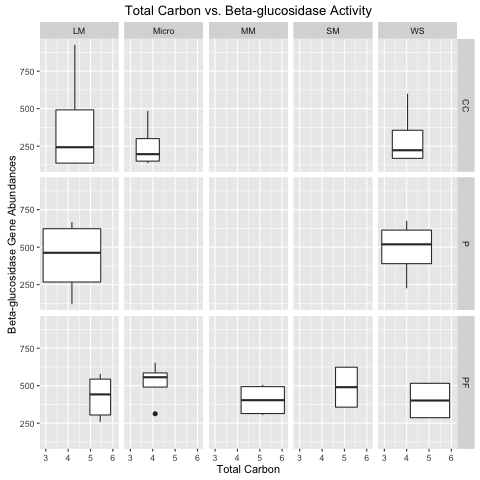 Total Carbon vs. Beta-glucosidase Activity
LM Micro MM SM WS
Beta-glucosidase Gene Abundances
750
500
250
CC
750
500
250
P
750
500
250
PF
3 4 5 6 3 4 5 6 3 4 5 6 3 4 5 6 3 4 5 6
Total Carbon